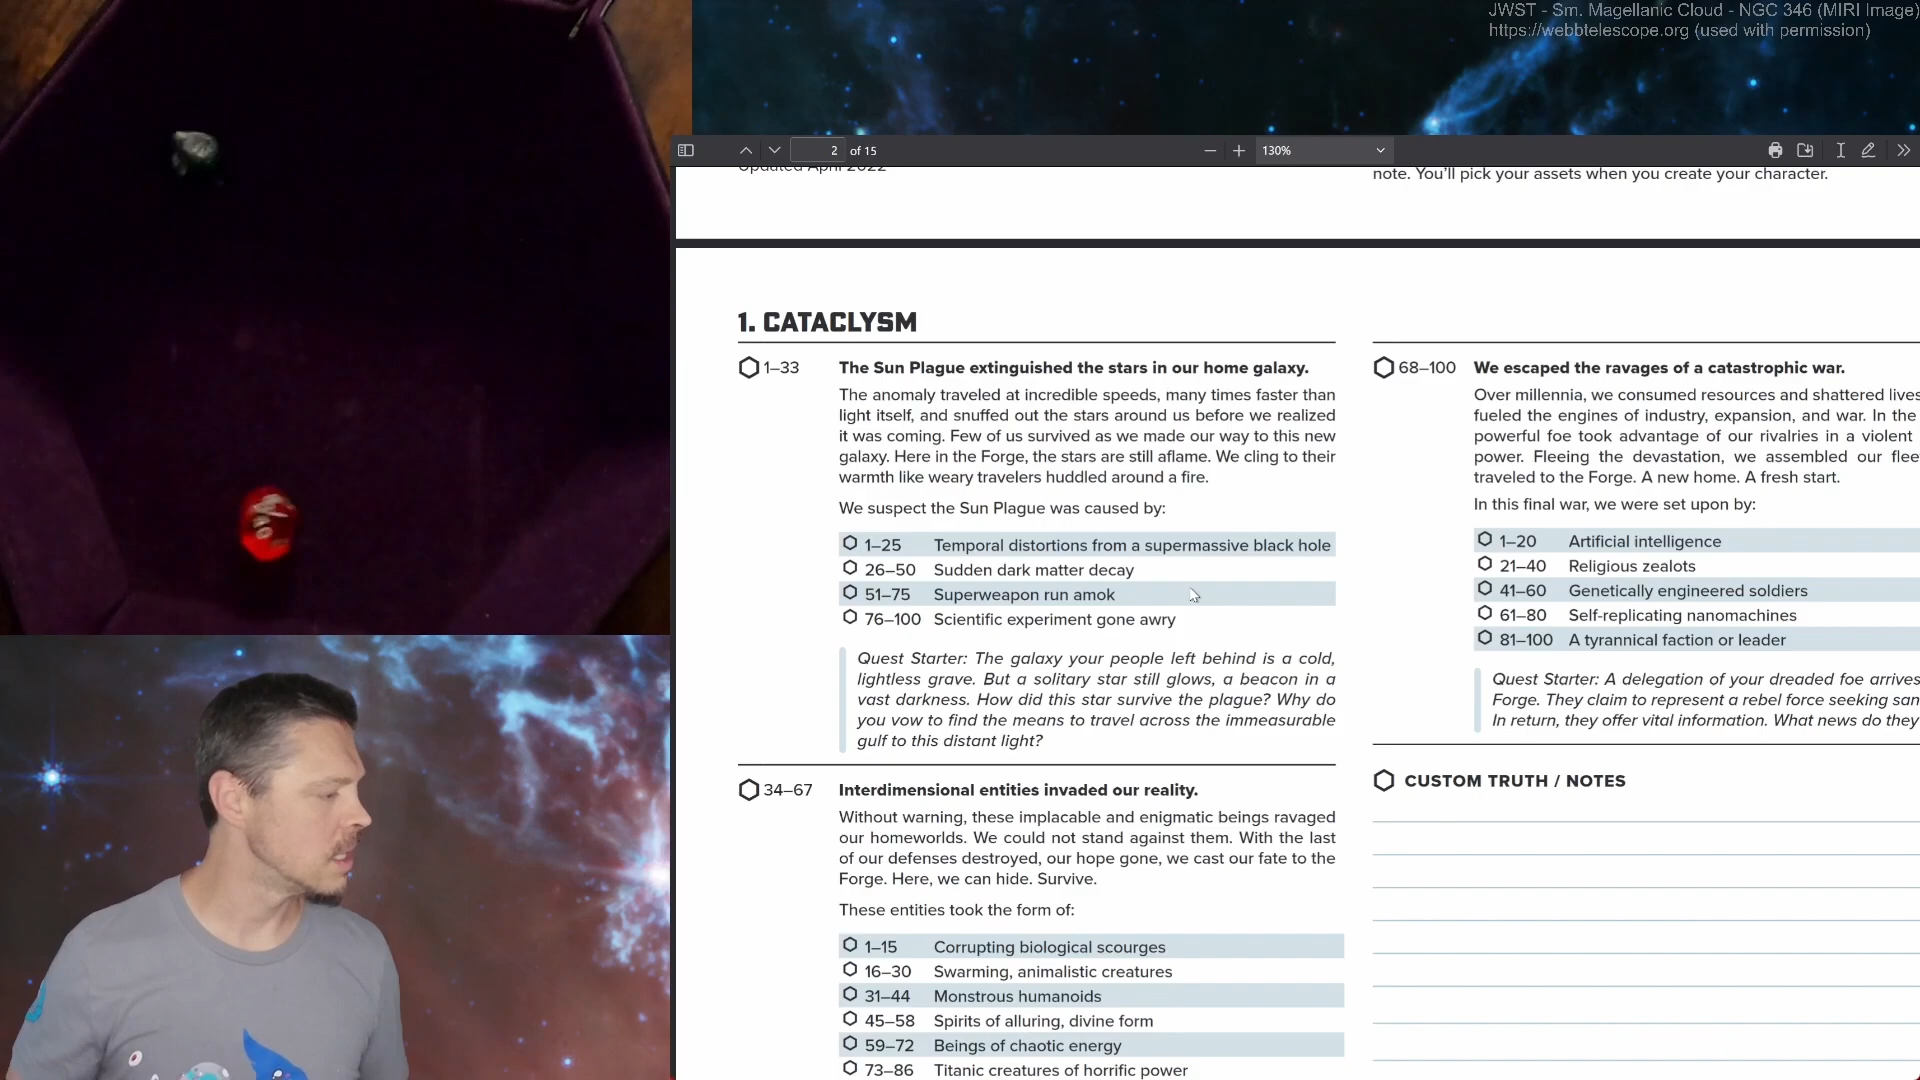 JWST - Sm. Magellanic Cloud - NGC 346 (MIRI Image)
https://webbtelescope.org (used with permission)
2 of 15
130%
Updated April 2022
note. You'll pick your assets when you create your character.
1. CATACLYSM
1–33 The Sun Plague extinguished the stars in our home galaxy.
The anomaly traveled at incredible speeds, many times faster than
light itself, and snuffed out the stars around us before we realized
it was coming. Few of us survived as we made our way to this new
galaxy. Here in the Forge, the stars are still aflame. We cling to their
warmth like weary travelers huddled around a fire.
We suspect the Sun Plague was caused by:
1–25 Temporal distortions from a supermassive black hole
26–50 Sudden dark matter decay
51–75 Superweapon run amok
76–100 Scientific experiment gone awry
Quest Starter: The galaxy your people left behind is a cold,
lightless grave. But a solitary star still glows, a beacon in a
vast darkness. How did this star survive the plague? Why do
you vow to find the means to travel across the immeasurable
gulf to this distant light?
34–67 Interdimensional entities invaded our reality.
Without warning, these implacable and enigmatic beings ravaged
our homeworlds. We could not stand against them. With the last
of our defenses destroyed, our hope gone, we cast our fate to the
Forge. Here, we can hide. Survive.
These entities took the form of:
1–15 Corrupting biological scourges
16–30 Swarming, animalistic creatures
31–44 Monstrous humanoids
45–58 Spirits of alluring, divine form
59–72 Beings of chaotic energy
73–86 Titanic creatures of horrific power
68–100 We escaped the ravages of a catastrophic war.
Over millennia, we consumed resources and shattered lives
fueled the engines of industry, expansion, and war. In the
powerful foe took advantage of our rivalries in a violent
power. Fleeing the devastation, we assembled our flee
traveled to the Forge. A new home. A fresh start.
In this final war, we were set upon by:
1–20 Artificial intelligence
21–40 Religious zealots
41–60 Genetically engineered soldiers
61–80 Self-replicating nanomachines
81–100 A tyrannical faction or leader
Quest Starter: A delegation of your dreaded foe arrives
Forge. They claim to represent a rebel force seeking san
In return, they offer vital information. What news do they
CUSTOM TRUTH / NOTES